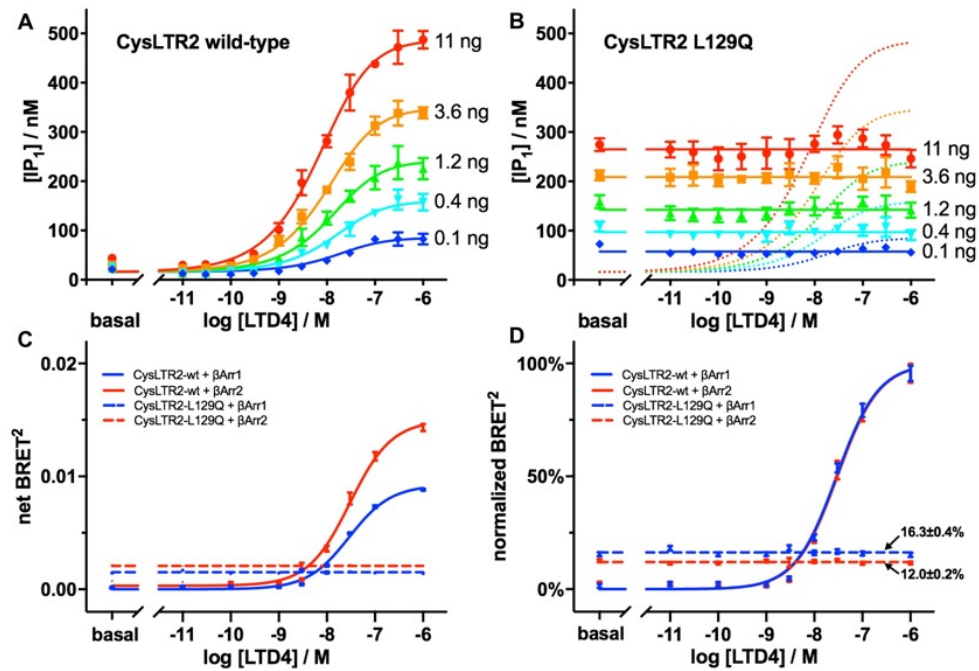 A
CysLTR2 wild-type
[IP1] / nM
500
400
300
200
100
0
11 ng
3.6 ng
1.2 ng
0.4 ng
0.1 ng
basal
-11
-10
-9
-8
-7
-6
log [LTD4] / M
B
CysLTR2 L129Q
[IP1] / nM
500
400
300
200
100
0
11 ng
3.6 ng
1.2 ng
0.4 ng
0.1 ng
basal
-11
-10
-9
-8
-7
-6
log [LTD4] / M
C
net BRET²
0.02
0.01
0.00
CysLTR2-wt + βArr1
CysLTR2-wt + βArr2
CysLTR2-L129Q + βArr1
CysLTR2-L129Q + βArr2
basal
-11
-10
-9
-8
-7
-6
log [LTD4] / M
D
normalized BRET²
100%
50%
0%
CysLTR2-wt + βArr1
CysLTR2-wt + βArr2
CysLTR2-L129Q + βArr1
CysLTR2-L129Q + βArr2
16.3±0.4%
12.0±0.2%
basal
-11
-10
-9
-8
-7
-6
log [LTD4] / M